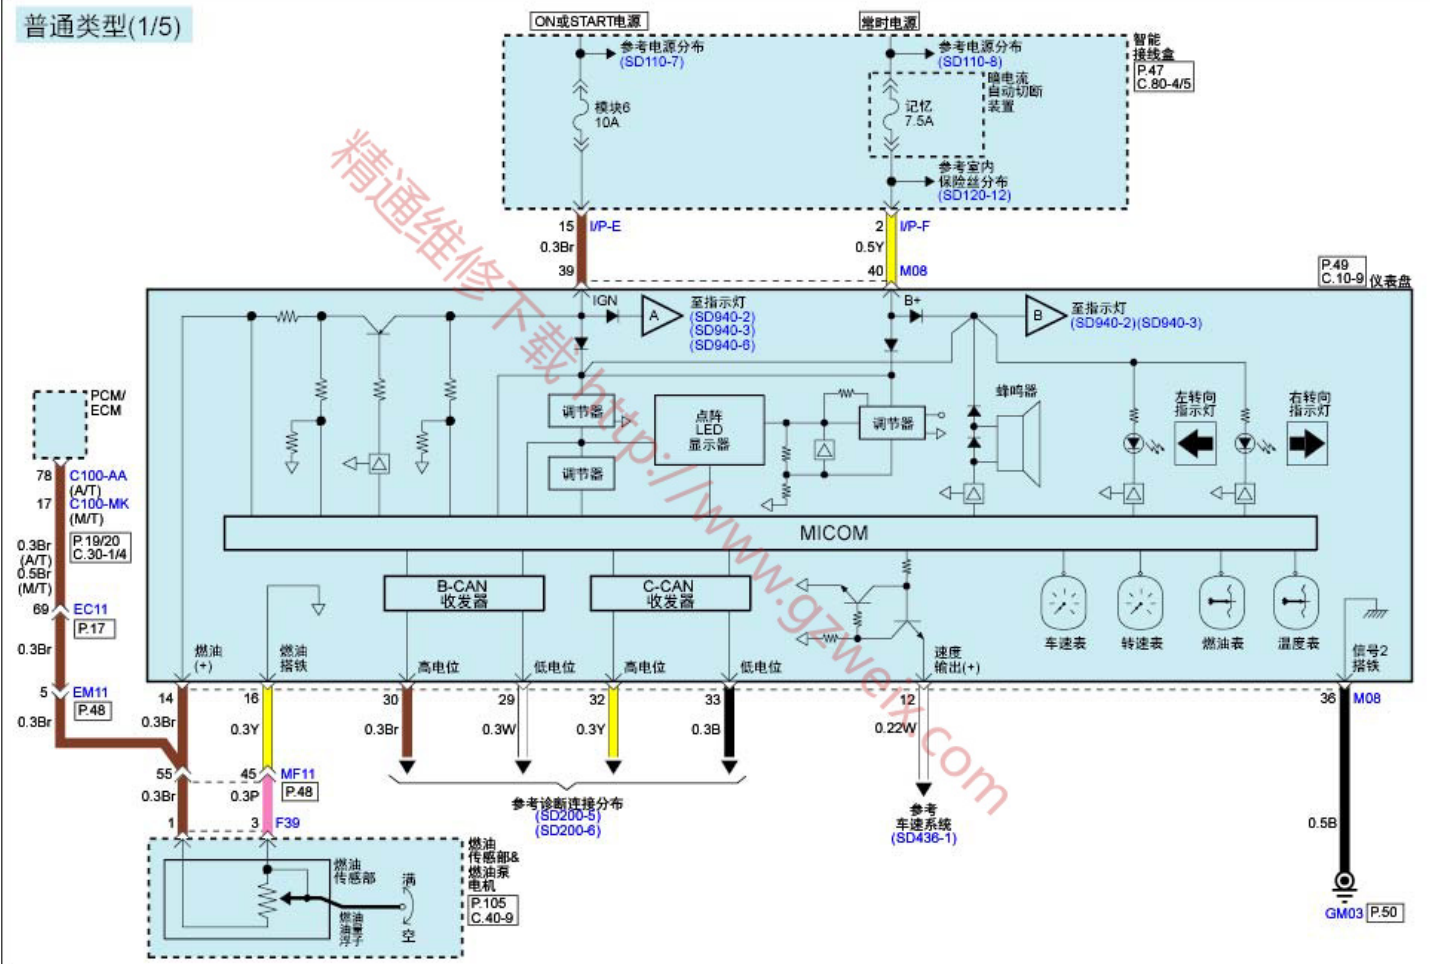 普通类型(1/5)
ON或START电源
常时电源
参考电源分布
(SD110-7)
参考电源分布
(SD110-8)
智能
接线盒
P.47
C.80-4/5
模块6
10A
记忆
7.5A
暗电流
自动切断
装置
参考室内
保险丝分布
(SD120-12)
15
I/P-E
0.3Br
39
2
I/P-F
0.5Y
40
M08
P.49
C.10-9
仪表盘
IGN
A
至指示灯
(SD940-2)
(SD940-3)
(SD940-6)
B+
B
至指示灯
(SD940-2)(SD940-3)
PCM/
ECM
78
C100-AA
(A/T)
17
C100-MK
(M/T)
P.19/20
C.30-1/4
0.3Br
(A/T)
0.5Br
(M/T)
69
EC11
P.17
0.3Br
5
EM11
P.48
0.3Br
调节器
调节器
点阵
LED
显示器
调节器
蜂鸣器
左转向
指示灯
右转向
指示灯
MICOM
B-CAN
收发器
C-CAN
收发器
车速表
转速表
燃油表
温度表
燃油
(+)
燃油
搭铁
高电位
低电位
高电位
低电位
速度
输出(+)
信号2
搭铁
14
16
30
29
32
33
12
36
M08
0.3Br
0.3Y
0.3Br
0.3W
0.3Y
0.3B
0.22W
55
45
MF11
P.48
0.3Br
0.3P
1
3
F39
参考诊断连接分布
(SD200-5)
(SD200-6)
参考
车速系统
(SD436-1)
0.5B
GM03
P.50
燃油
传感部&
燃油泵
电机
P.105
C.40-9
燃油
传感部
满
空
燃油
油量
浮子
精通维修下载 http://www.gzweix.com